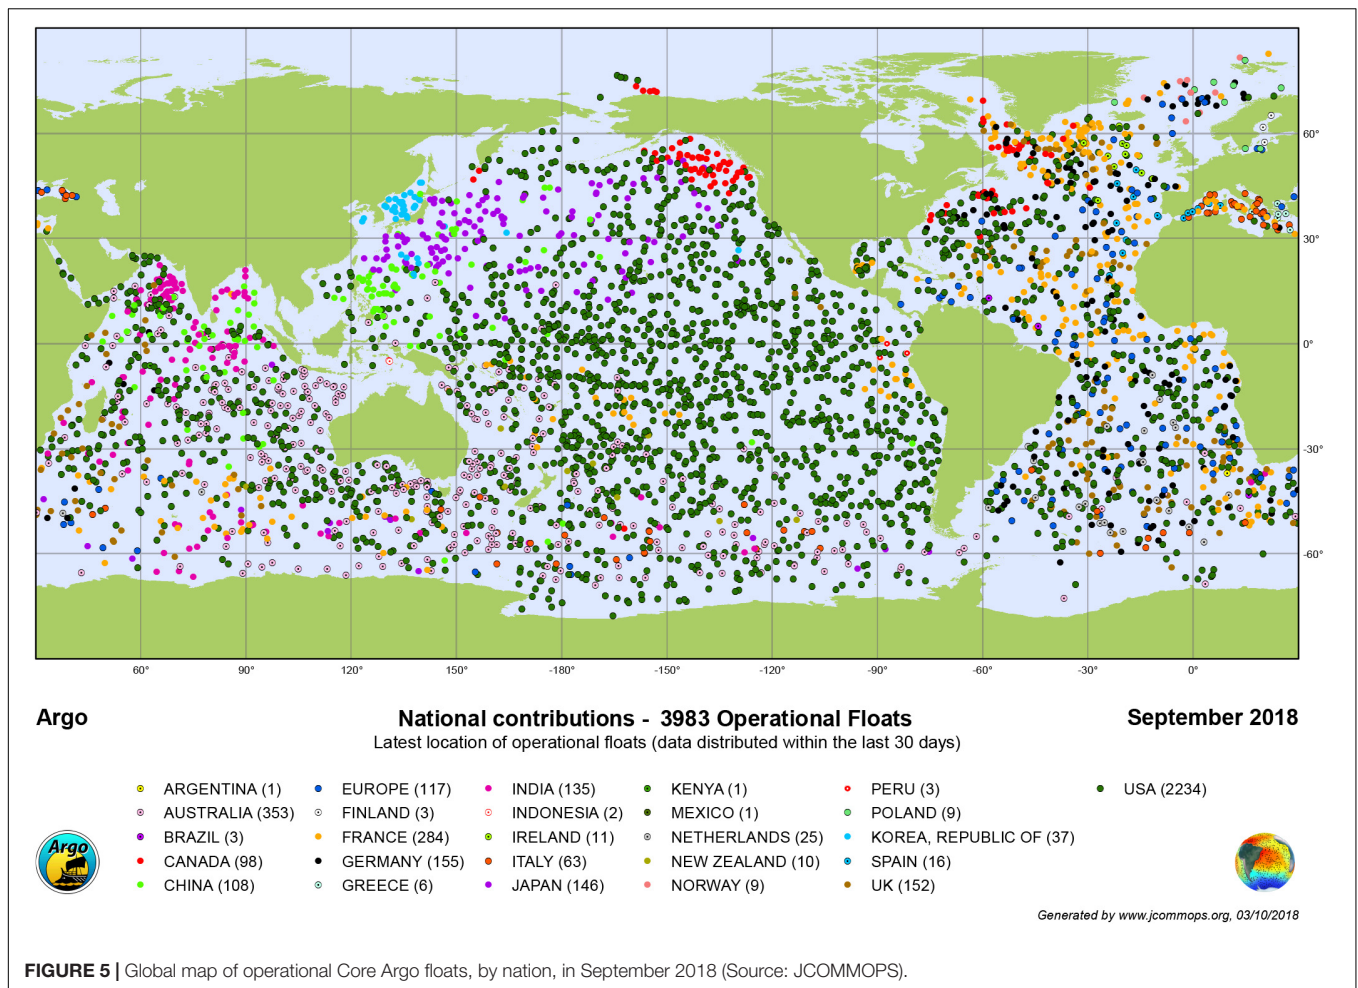 60°
30°
0°
-30°
-60°
60°
90°
120°
150°
-180°
-150°
-120°
-90°
-60°
-30°
0°
Argo
National contributions - 3983 Operational Floats
September 2018
Latest location of operational floats (data distributed within the last 30 days)
ARGENTINA (1)
AUSTRALIA (353)
BRAZIL (3)
CANADA (98)
CHINA (108)
EUROPE (117)
FINLAND (3)
FRANCE (284)
GERMANY (155)
GREECE (6)
INDIA (135)
INDONESIA (2)
IRELAND (11)
ITALY (63)
JAPAN (146)
KENYA (1)
MEXICO (1)
NETHERLANDS (25)
NEW ZEALAND (10)
NORWAY (9)
PERU (3)
POLAND (9)
KOREA, REPUBLIC OF (37)
SPAIN (16)
UK (152)
USA (2234)
Argo
Generated by www.jcommops.org, 03/10/2018
FIGURE 5 | Global map of operational Core Argo floats, by nation, in September 2018 (Source: JCOMMOPS).